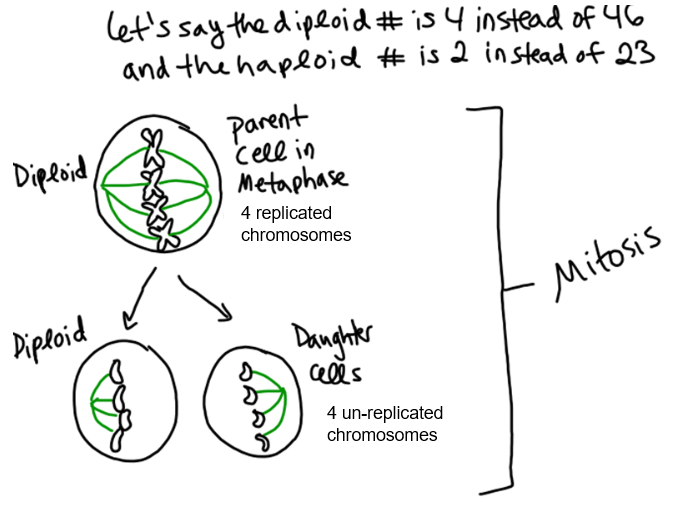 Let's say the diploid # is 4 instead of 46
and the haploid # is 2 instead of 23
Diploid
Parent
Cell in
Metaphase
4 replicated
chromosomes
Mitosis
Diploid
Daughter
cells
4 un-replicated
chromosomes